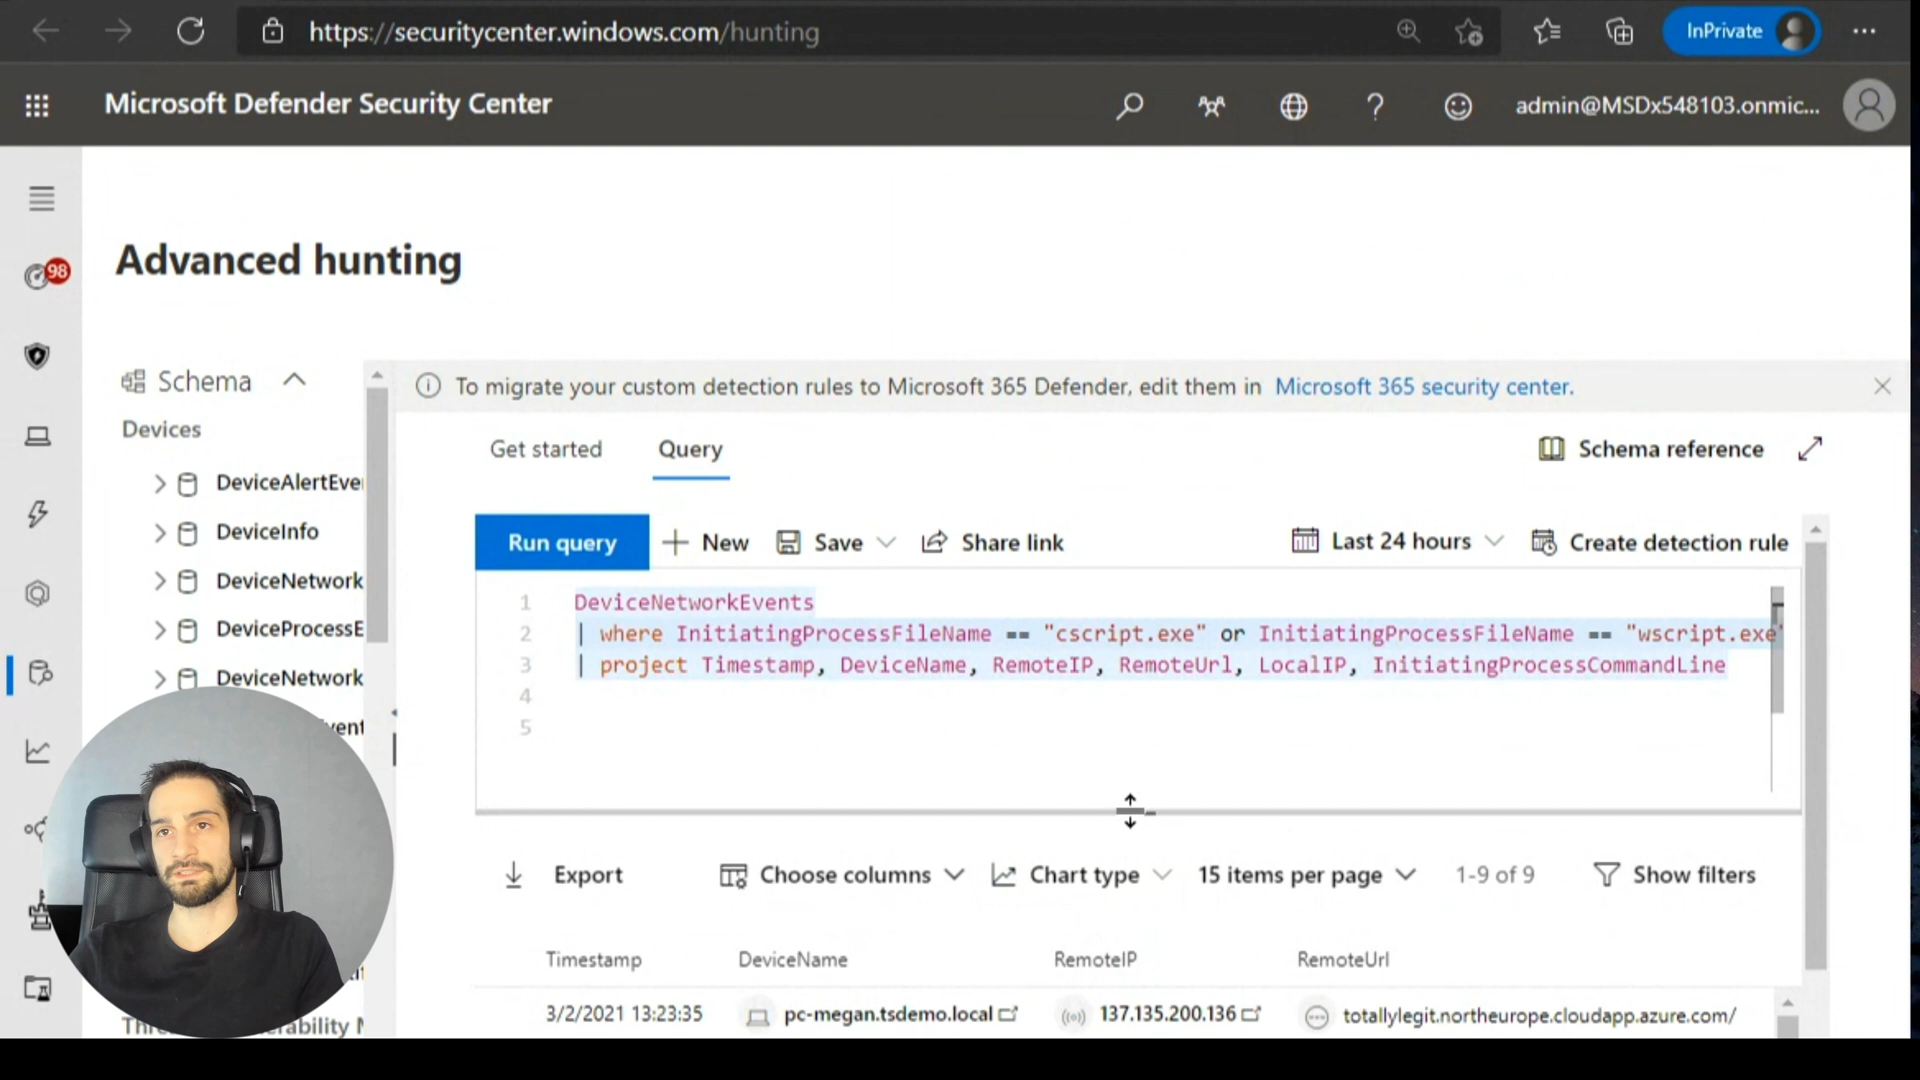 https://securitycenter.windows.com/hunting
InPrivate
Microsoft Defender Security Center
admin@MSDx548103.onmic...
98
Advanced hunting
Schema
Devices
DeviceAlertEve
DeviceInfo
DeviceNetwork
DeviceProcessE
DeviceNetwork
To migrate your custom detection rules to Microsoft 365 Defender, edit them in Microsoft 365 security center.
Get started
Query
Schema reference
Run query
New
Save
Share link
Last 24 hours
Create detection rule
1 DeviceNetworkEvents
2 | where InitiatingProcessFileName == "cscript.exe" or InitiatingProcessFileName == "wscript.exe"
3 | project Timestamp, DeviceName, RemoteIP, RemoteUrl, LocalIP, InitiatingProcessCommandLine
4
5
Export
Choose columns
Chart type
15 items per page
1-9 of 9
Show filters
Timestamp DeviceName RemoteIP RemoteUrl
3/2/2021 13:23:35 pc-megan.tsdemo.local 137.135.200.136 totallylegit.northeurope.cloudapp.azure.com/